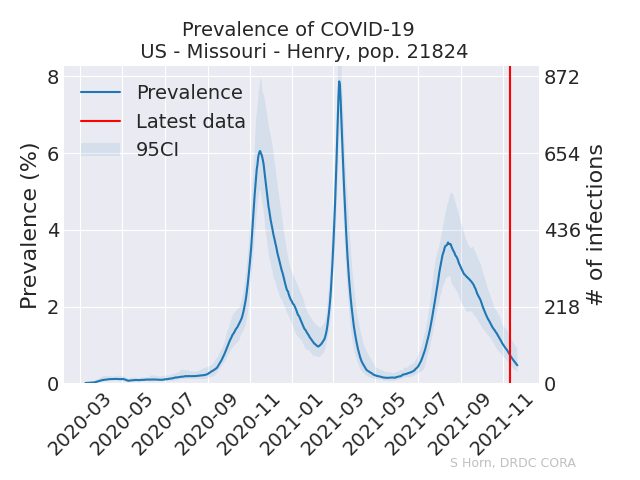 Prevalence of COVID-19
US - Missouri - Henry, pop. 21824
Prevalence
Latest data
95CI
Prevalence (%)
8
6
4
2
0
# of infections
872
654
436
218
0
2020-03
2020-05
2020-07
2020-09
2020-11
2021-01
2021-03
2021-05
2021-07
2021-09
2021-11
S Horn, DRDC CORA